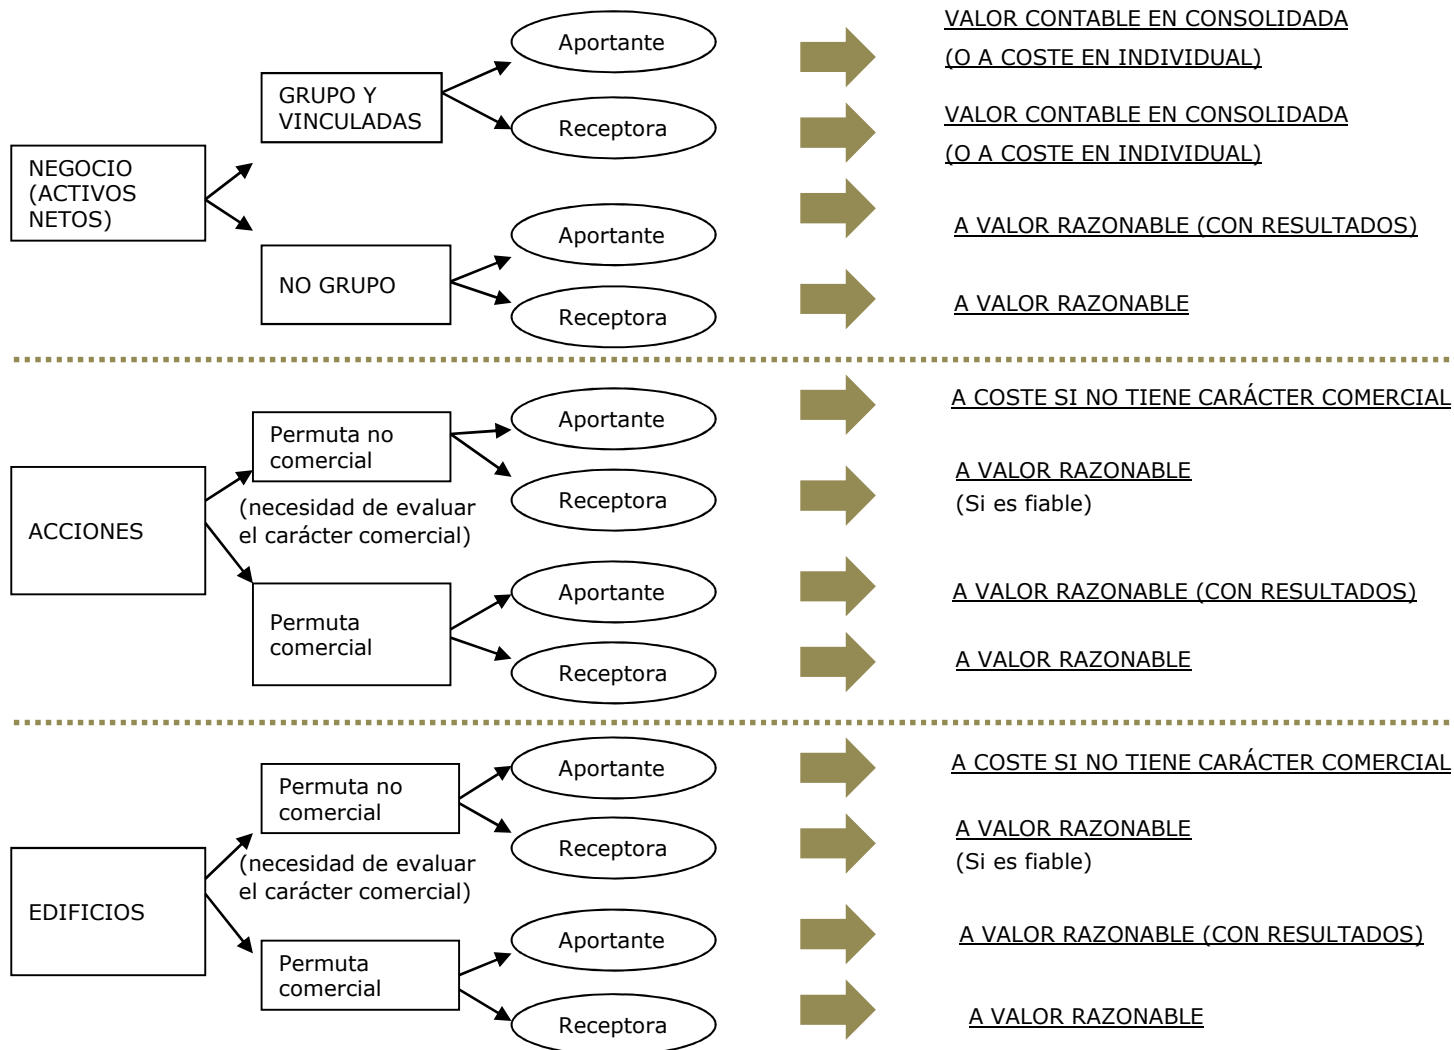 NEGOCIO
(ACTIVOS
NETOS)
GRUPO Y
VINCULADAS
Aportante
VALOR CONTABLE EN CONSOLIDADA
(O A COSTE EN INDIVIDUAL)
Receptora
VALOR CONTABLE EN CONSOLIDADA
(O A COSTE EN INDIVIDUAL)
NO GRUPO
Aportante
A VALOR RAZONABLE (CON RESULTADOS)
Receptora
A VALOR RAZONABLE
ACCIONES
Permuta no
comercial
(necesidad de evaluar
el carácter comercial)
Aportante
A COSTE SI NO TIENE CARÁCTER COMERCIAL
Receptora
A VALOR RAZONABLE
(Si es fiable)
Permuta
comercial
Aportante
A VALOR RAZONABLE (CON RESULTADOS)
Receptora
A VALOR RAZONABLE
EDIFICIOS
Permuta no
comercial
(necesidad de evaluar
el carácter comercial)
Aportante
A COSTE SI NO TIENE CARÁCTER COMERCIAL
Receptora
A VALOR RAZONABLE
(Si es fiable)
Permuta
comercial
Aportante
A VALOR RAZONABLE (CON RESULTADOS)
Receptora
A VALOR RAZONABLE